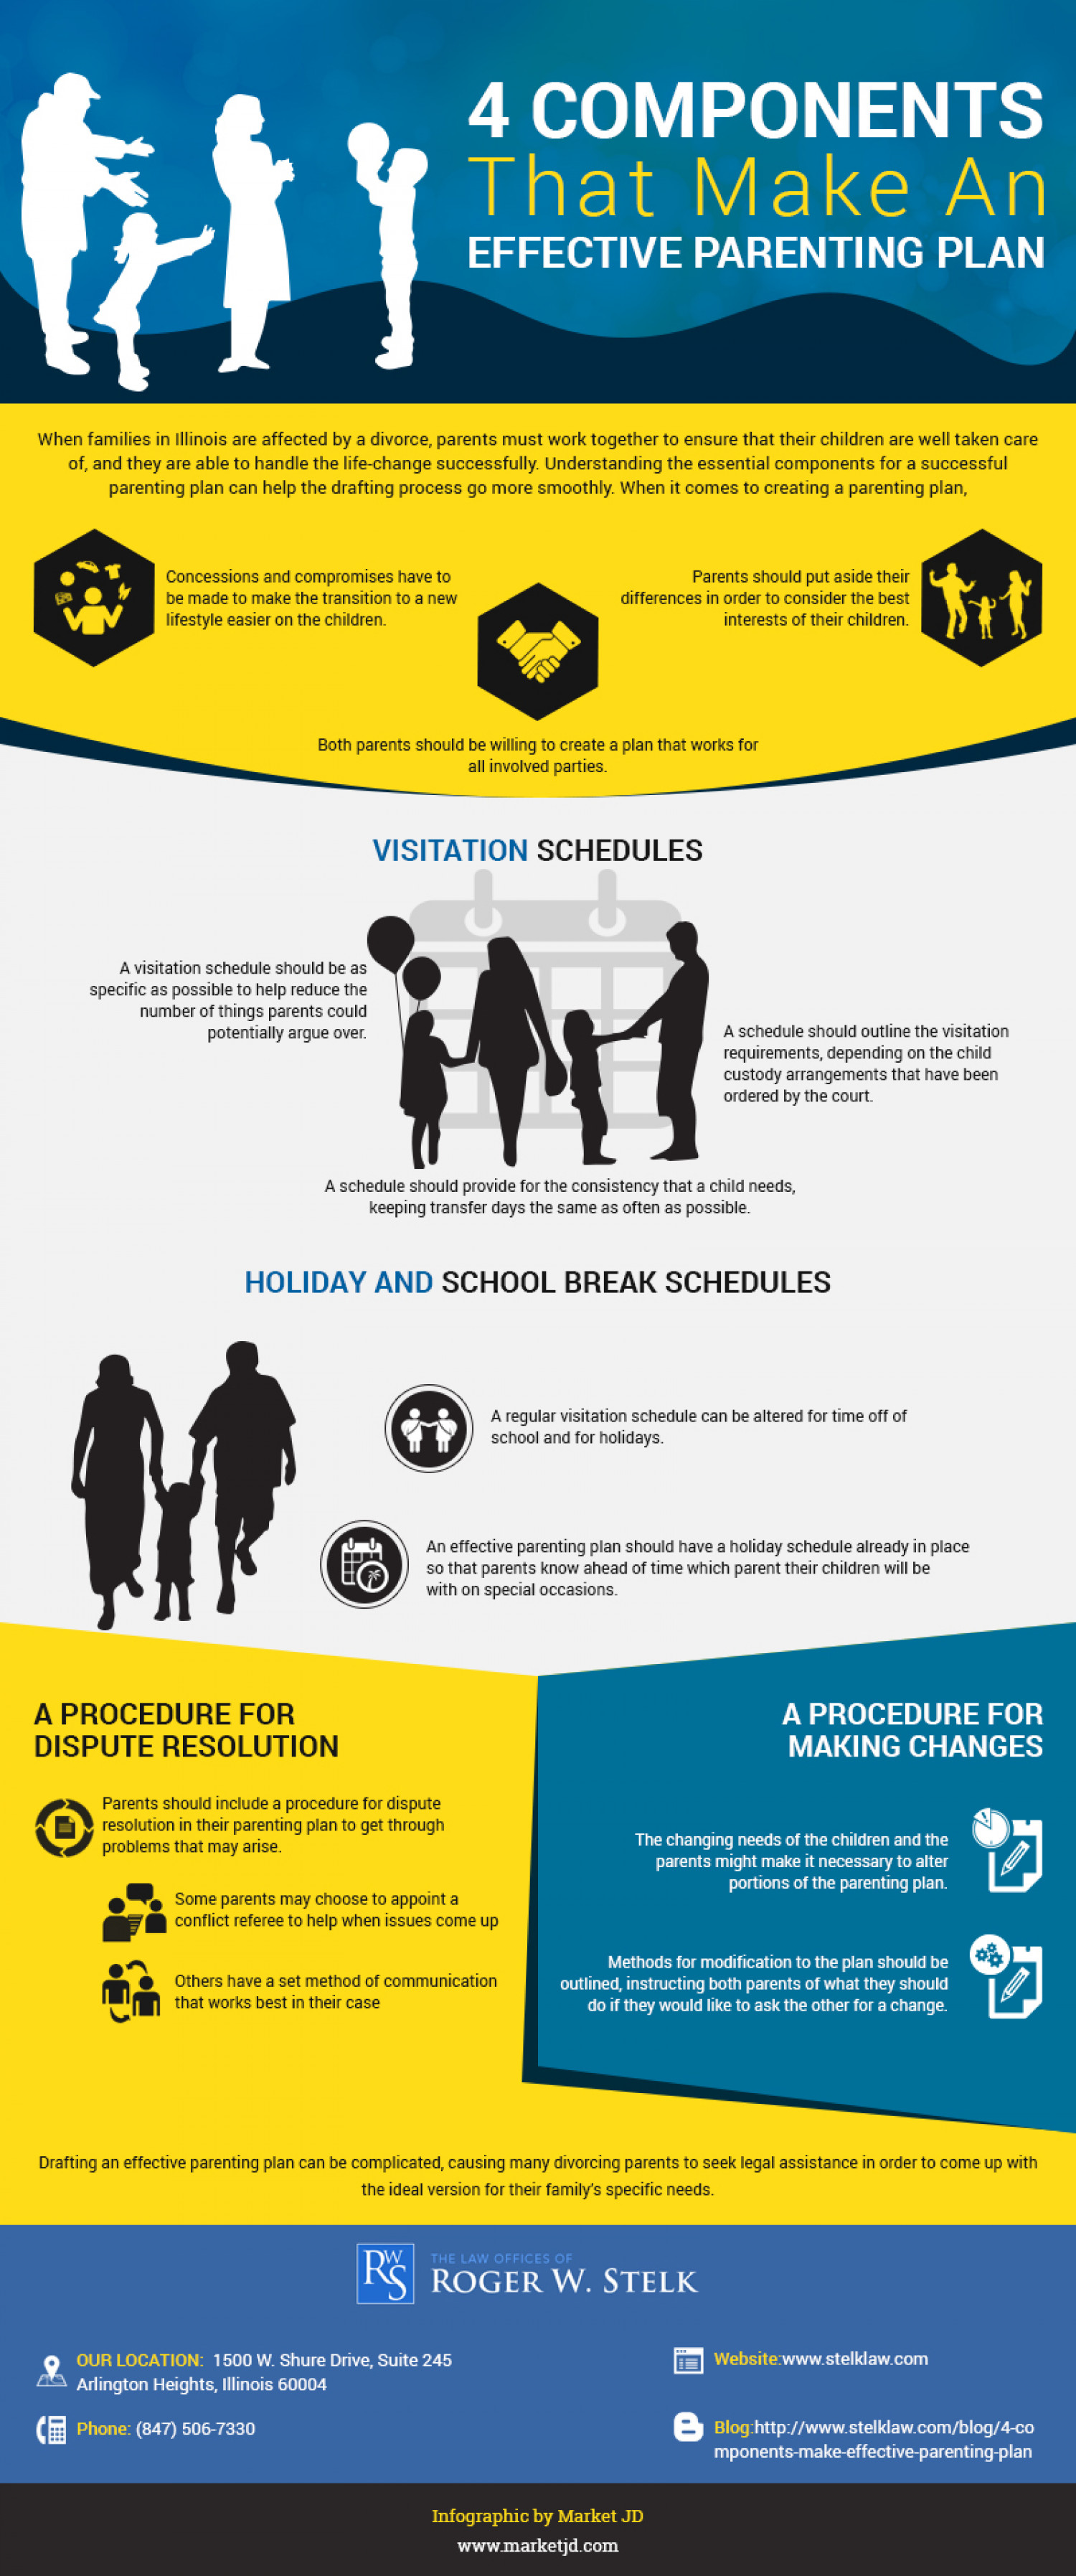 4 COMPONENTS
That Make An
EFFECTIVE PARENTING PLAN
When families in Illinois are affected by a divorce, parents must work together to ensure that their children are well taken care
of, and they are able to handle the life-change successfully. Understanding the essential components for a successful
parenting plan can help the drafting process go more smoothly. When it comes to creating a parenting plan,
Concessions and compromises have to
be made to make the transition to a new
lifestyle easier on the children.
Parents should put aside their
differences in order to consider the best
interests of their children.
Both parents should be willing to create a plan that works for
all involved parties.
VISITATION SCHEDULES
A visitation schedule should be as
specific as possible to help reduce the
number of things parents could
potentially argue over.
A schedule should outline the visitation
requirements, depending on the child
custody arrangements that have been
ordered by the court.
A schedule should provide for the consistency that a child needs,
keeping transfer days the same as often as possible.
HOLIDAY AND SCHOOL BREAK SCHEDULES
A regular visitation schedule can be altered for time off of
school and for holidays.
An effective parenting plan should have a holiday schedule already in place
so that parents know ahead of time which parent their children will be
with on special occasions.
A PROCEDURE FOR
DISPUTE RESOLUTION
Parents should include a procedure for dispute
resolution in their parenting plan to get through
problems that may arise.
Some parents may choose to appoint a
conflict referee to help when issues come up
Others have a set method of communication
that works best in their case
A PROCEDURE FOR
MAKING CHANGES
The changing needs of the children and the
parents might make it necessary to alter
portions of the parenting plan.
Methods for modification to the plan should be
outlined, instructing both parents of what they should
do if they would like to ask the other for a change.
Drafting an effective parenting plan can be complicated, causing many divorcing parents to seek legal assistance in order to come up with
the ideal version for their family's specific needs.
RWS
THE LAW OFFICES OF
ROGER W. STELK
OUR LOCATION: 1500 W. Shure Drive, Suite 245
Arlington Heights, Illinois 60004
Phone: (847) 506-7330
Website:www.stelklaw.com
Blog:http://www.stelklaw.com/blog/4-co
mponents-make-effective-parenting-plan
Infographic by Market JD
www.marketjd.com